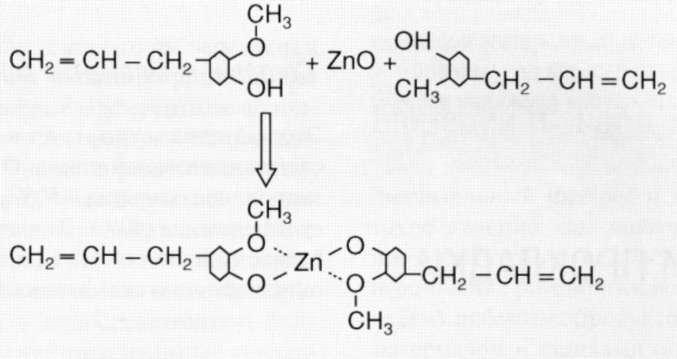 CH₃
O
CH₂=CH–CH₂ OH + ZnO + OH CH₃ CH₂ – CH=CH₂
CH₃
CH₂=CH–CH₂ O O Zn O O CH₂ – CH₂ – CH₂
CH₃